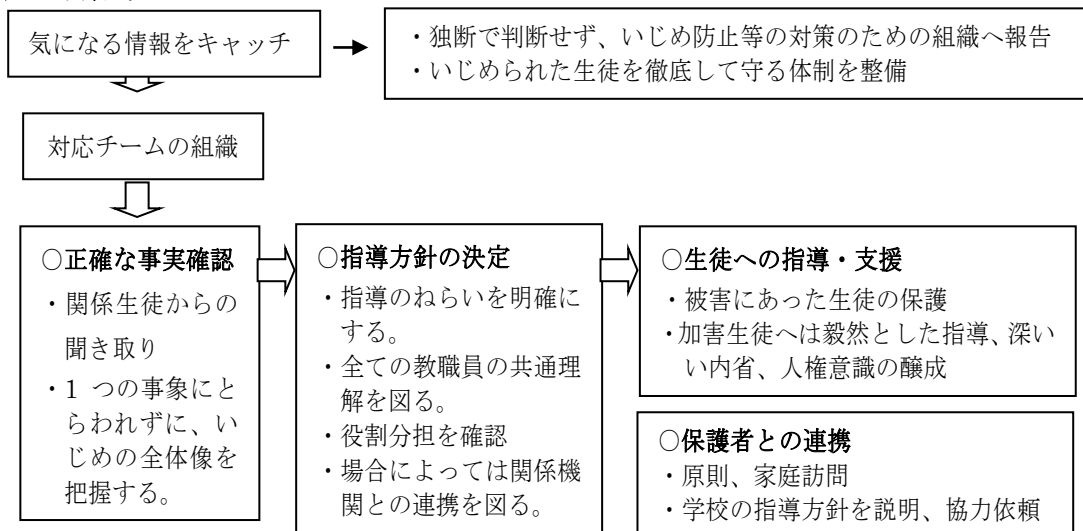 気になる情報をキャッチ
・独断で判断せず、いじめ防止等の対策のための組織へ報告
・いじめられた生徒を徹底して守る体制を整備
対応チームの組織
○正確な事実確認
・関係生徒からの
聞き取り
・1 つの事象にと
らわれずに、い
じめの全体像を
把握する。
○指導方針の決定
・指導のねらいを明確に
する。
・全ての教職員の共通理
解を図る。
・役割分担を確認
・場合によっては関係機
関との連携を図る。
○生徒への指導・支援
・被害にあった生徒の保護
・加害生徒へは毅然とした指導、深い
い内省、人権意識の醸成
○保護者との連携
・原則、家庭訪問
・学校の指導方針を説明、協力依頼